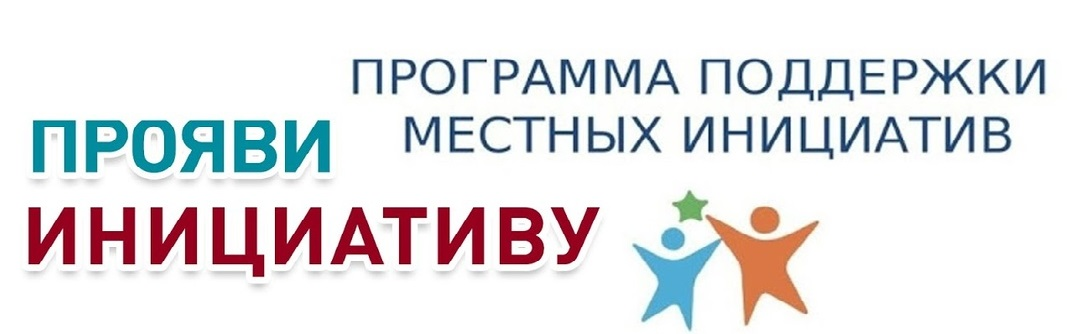 ПРОГРАММА ПОДДЕРЖКИ
МЕСТНЫХ ИНИЦИАТИВ
ПРОЯВИ
ИНИЦИАТИВУ